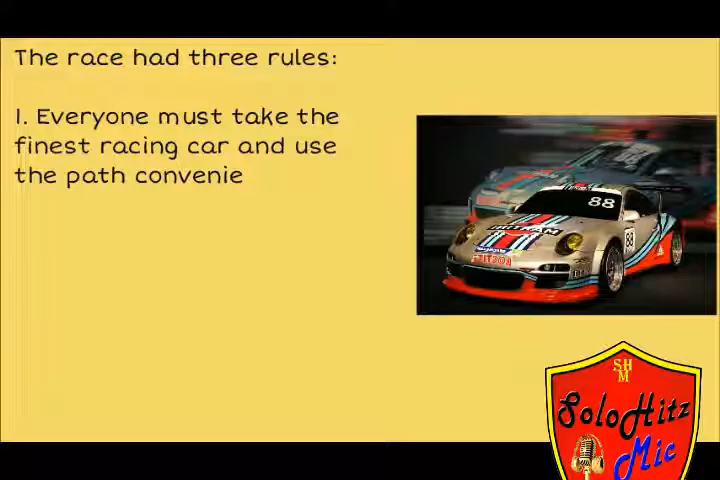 The race had three rules:
1. Everyone must take the
finest racing car and use
the path convenie
88
88
SHM
SoloHitz
Mic